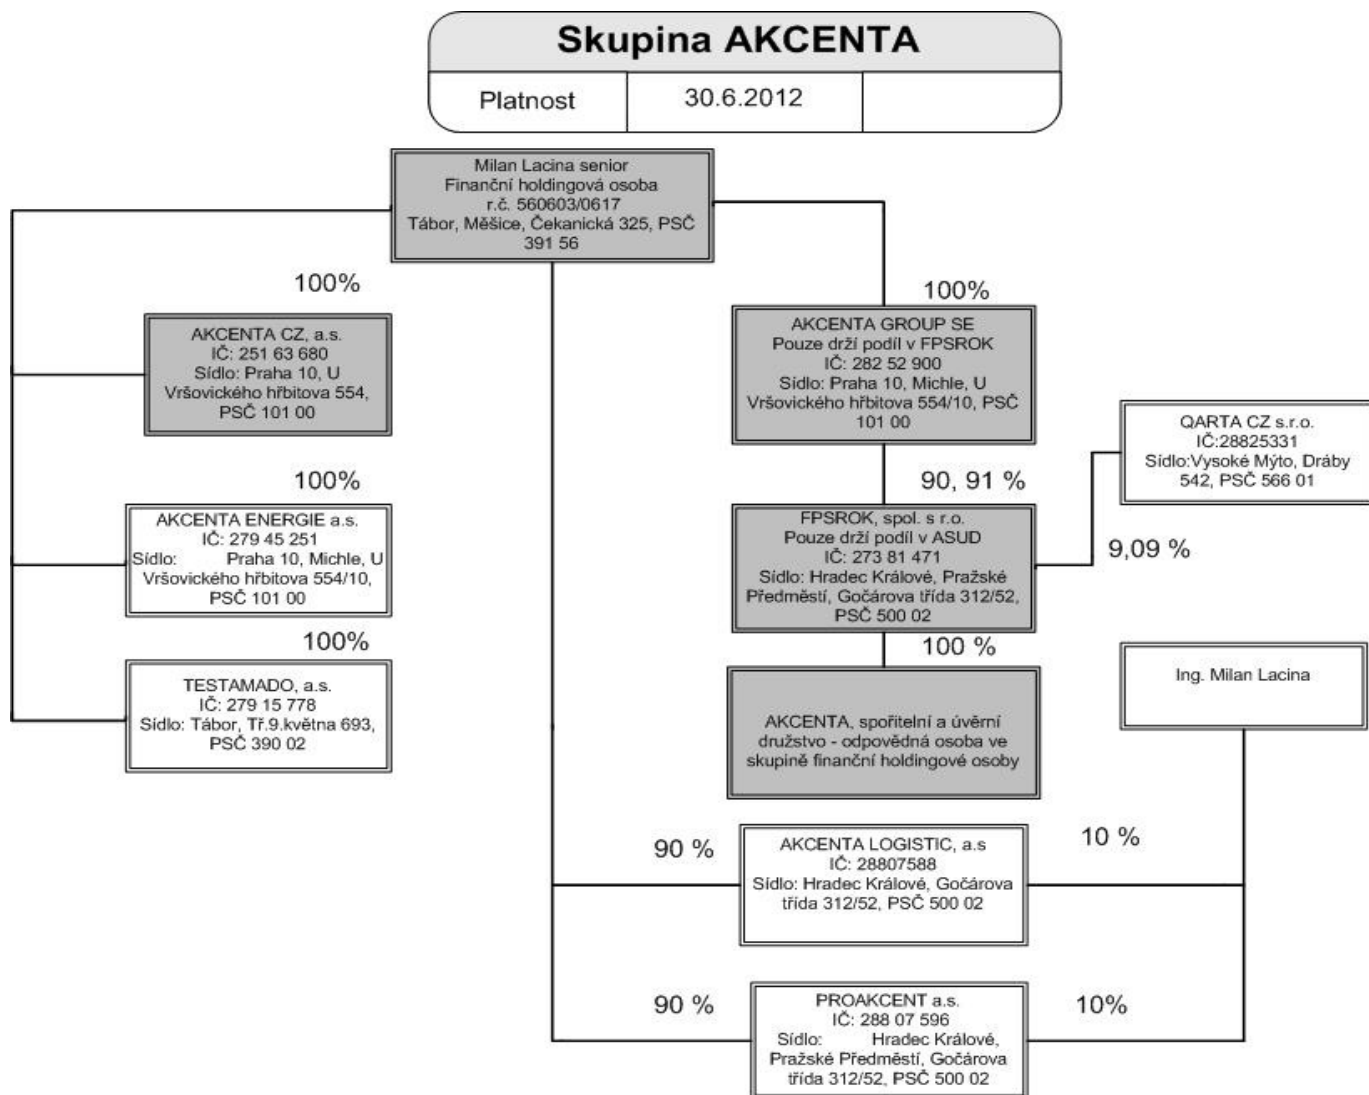 Skupina AKCENTA
Platnost
30.6.2012
Milan Lacina senior
Finanční holdingová osoba
r.č. 560603/0617
Tábor, Měšice, Čekanická 325, PSČ
391 56
100%
AKCENTA CZ, a.s.
IČ: 251 63 680
Sídlo: Praha 10, U
Vršovického hřbitova 554,
PSČ 101 00
100%
AKCENTA ENERGIE a.s.
IČ: 279 45 251
Sídlo: Praha 10, Michle, U
Vršovického hřbitova 554/10,
PSČ 101 00
100%
TESTAMADO, a.s.
IČ: 279 15 778
Sídlo: Tábor, Tř.9.května 693,
PSČ 390 02
100%
AKCENTA GROUP SE
Pouze drží podíl v FPSROK
IČ: 282 52 900
Sídlo: Praha 10, Michle, U
Vršovického hřbitova 554/10, PSČ
101 00
90, 91 %
FPSROK, spol. s r.o.
Pouze drží podíl v ASUD
IČ: 273 81 471
Sídlo: Hradec Králové, Pražské
Předměstí, Gočárova třída 312/52,
PSČ 500 02
QARTA CZ s.r.o.
IČ:28825331
Sídlo:Vysoké Mýto, Dráby
542, PSČ 566 01
9,09 %
100 %
AKCENTA, spořitelní a úvěrní
družstvo - odpovědná osoba ve
skupině finanční holdingové osoby
Ing. Milan Lacina
90 %
AKCENTA LOGISTIC, a.s
IČ: 28807588
Sídlo: Hradec Králové, Gočárova
třída 312/52, PSČ 500 02
10 %
90 %
PROAKCENT a.s.
IČ: 288 07 596
Sídlo: Hradec Králové,
Pražské Předměstí, Gočárova
třída 312/52, PSČ 500 02
10%